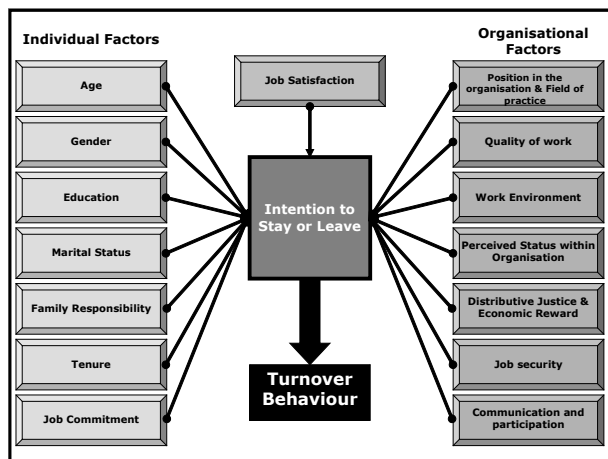 Individual Factors
Age
Gender
Education
Marital Status
Family Responsibility
Tenure
Job Commitment
Job Satisfaction
Intention to
Stay or Leave
Turnover
Behaviour
Organisational
Factors
Position in the
organisation & Field of
practice
Quality of work
Work Environment
Perceived Status within
Organisation
Distributive Justice &
Economic Reward
Job security
Communication and
participation